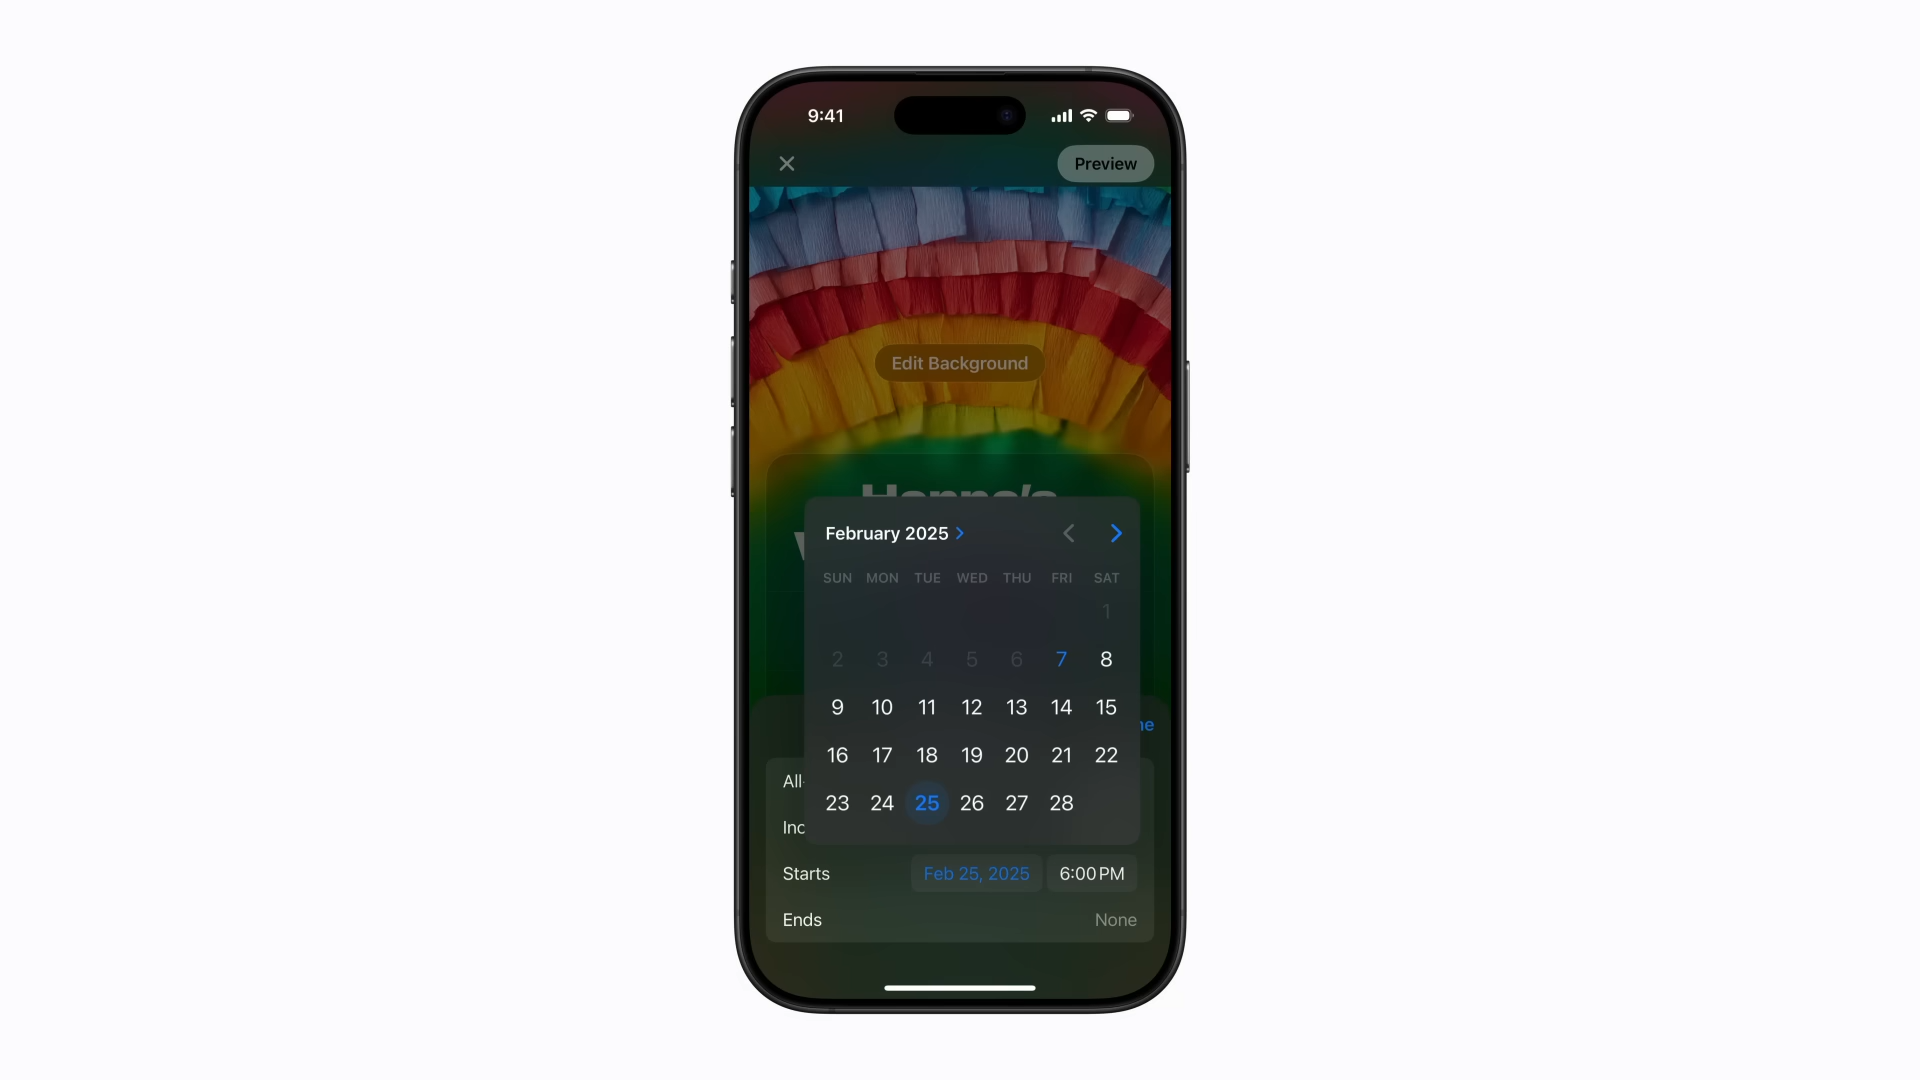 9:41
Preview
Edit Background
February 2025
SUN MON TUE WED THU FRI SAT
1
2 3 4 5 6 7 8
9 10 11 12 13 14 15
16 17 18 19 20 21 22
23 24 25 26 27 28
Starts Feb 25, 2025 6:00 PM
Ends None